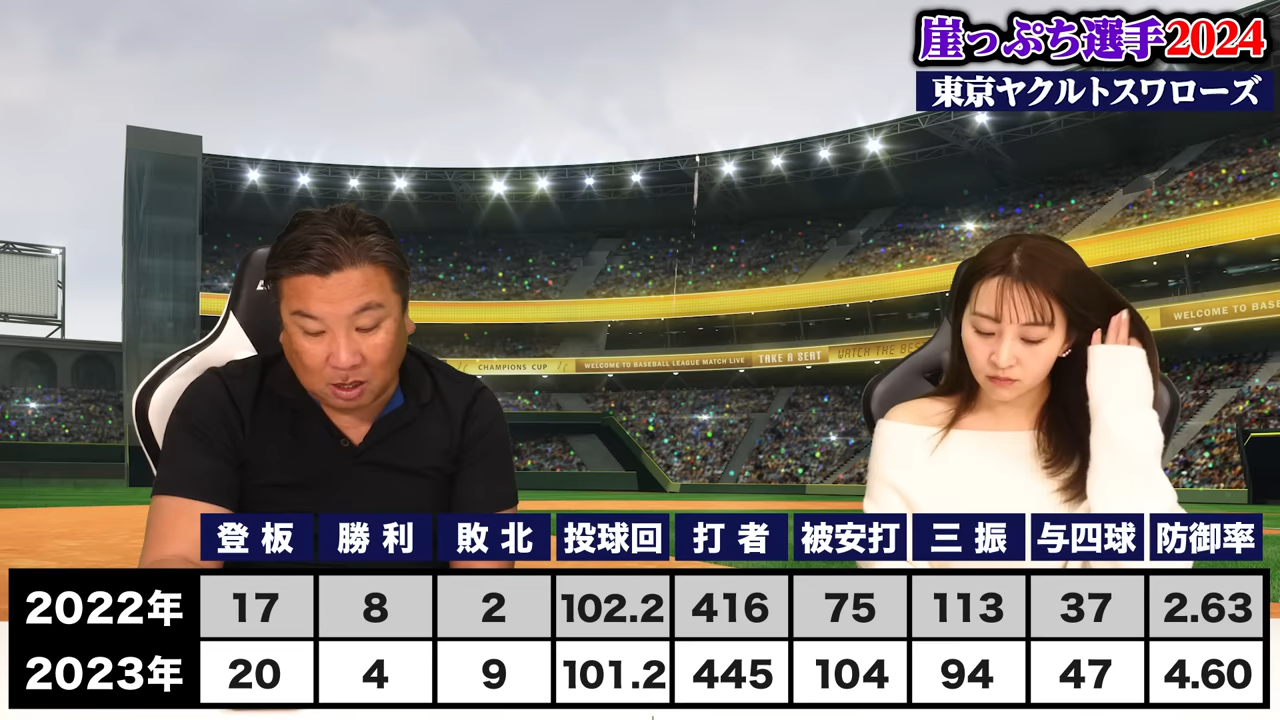 崖っぷち選手2024
東京ヤクルトスワローズ
WELCOME TO BASE
CHAMPIONS CUP
WELCOME TO BASEBALL LEAGUE MATCH LIVE
TAKE A SEAT
WATCH THE BES
登板 勝利 敗北 投球回 打者 被安打 三振 与四球 防御率
2022年 17 8 2 102.2 416 75 113 37 2.63
2023年 20 4 9 101.2 445 104 94 47 4.60